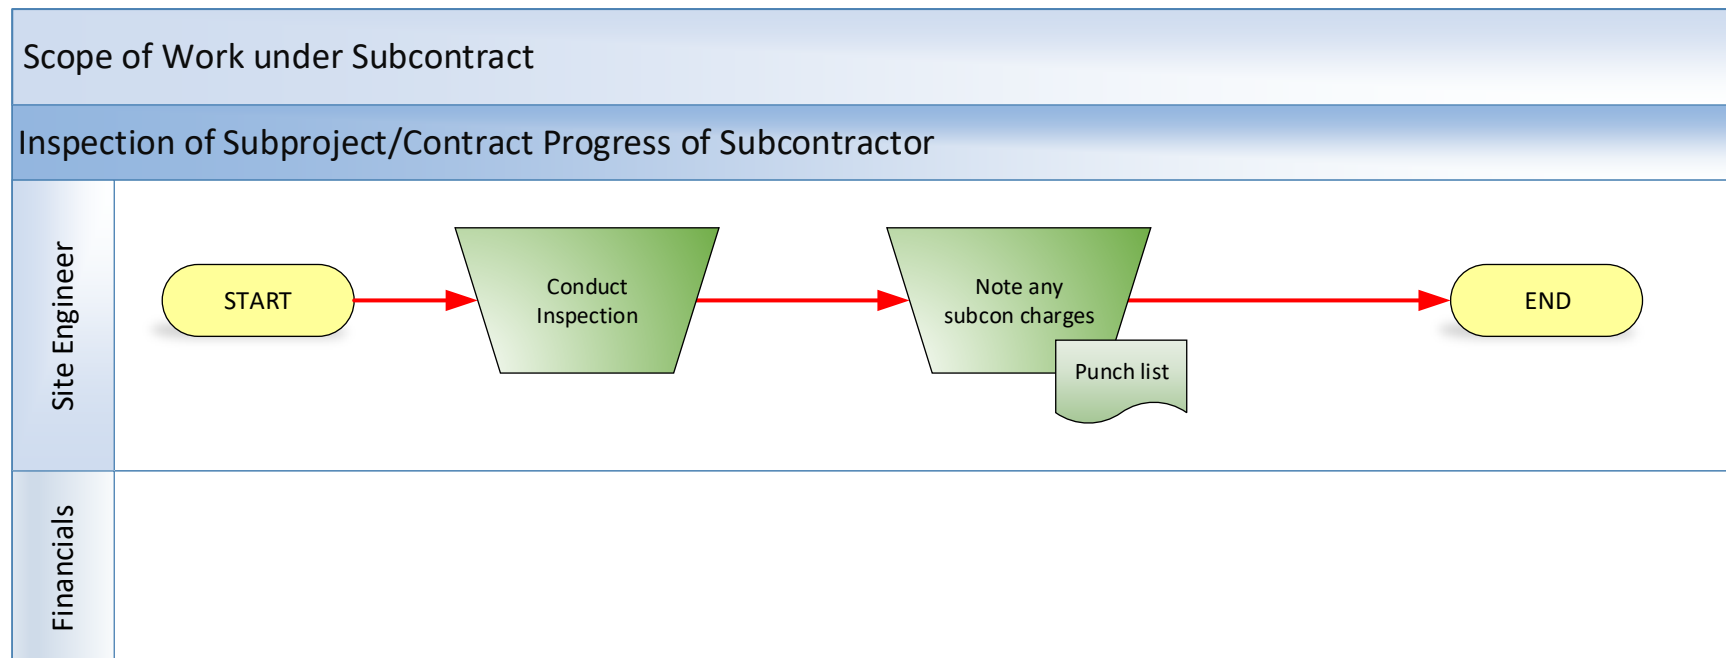 Scope of Work under Subcontract
Inspection of Subproject/Contract Progress of Subcontractor
Site Engineer
START
Conduct
Inspection
Note any
subcon charges
Punch list
END
Financials